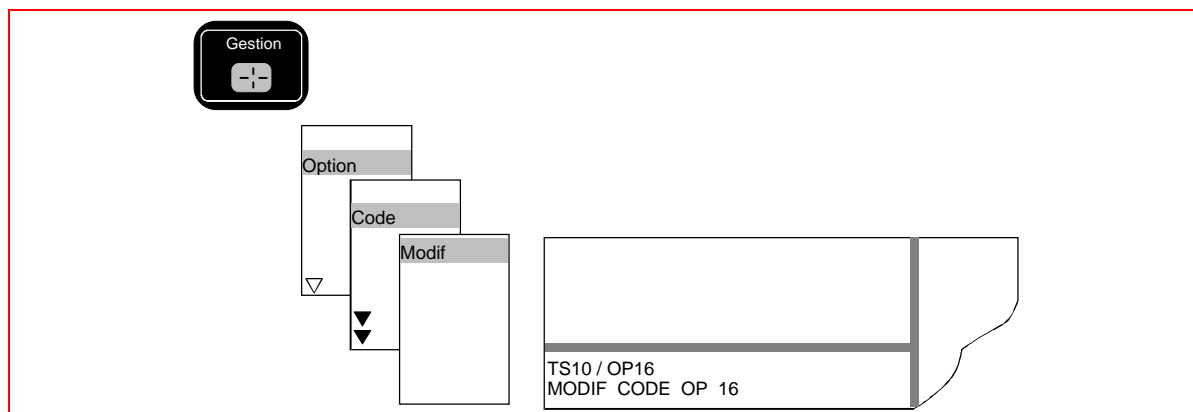 Gestion
Option
Code
Modif
TS10 / OP16
MODIF CODE OP 16